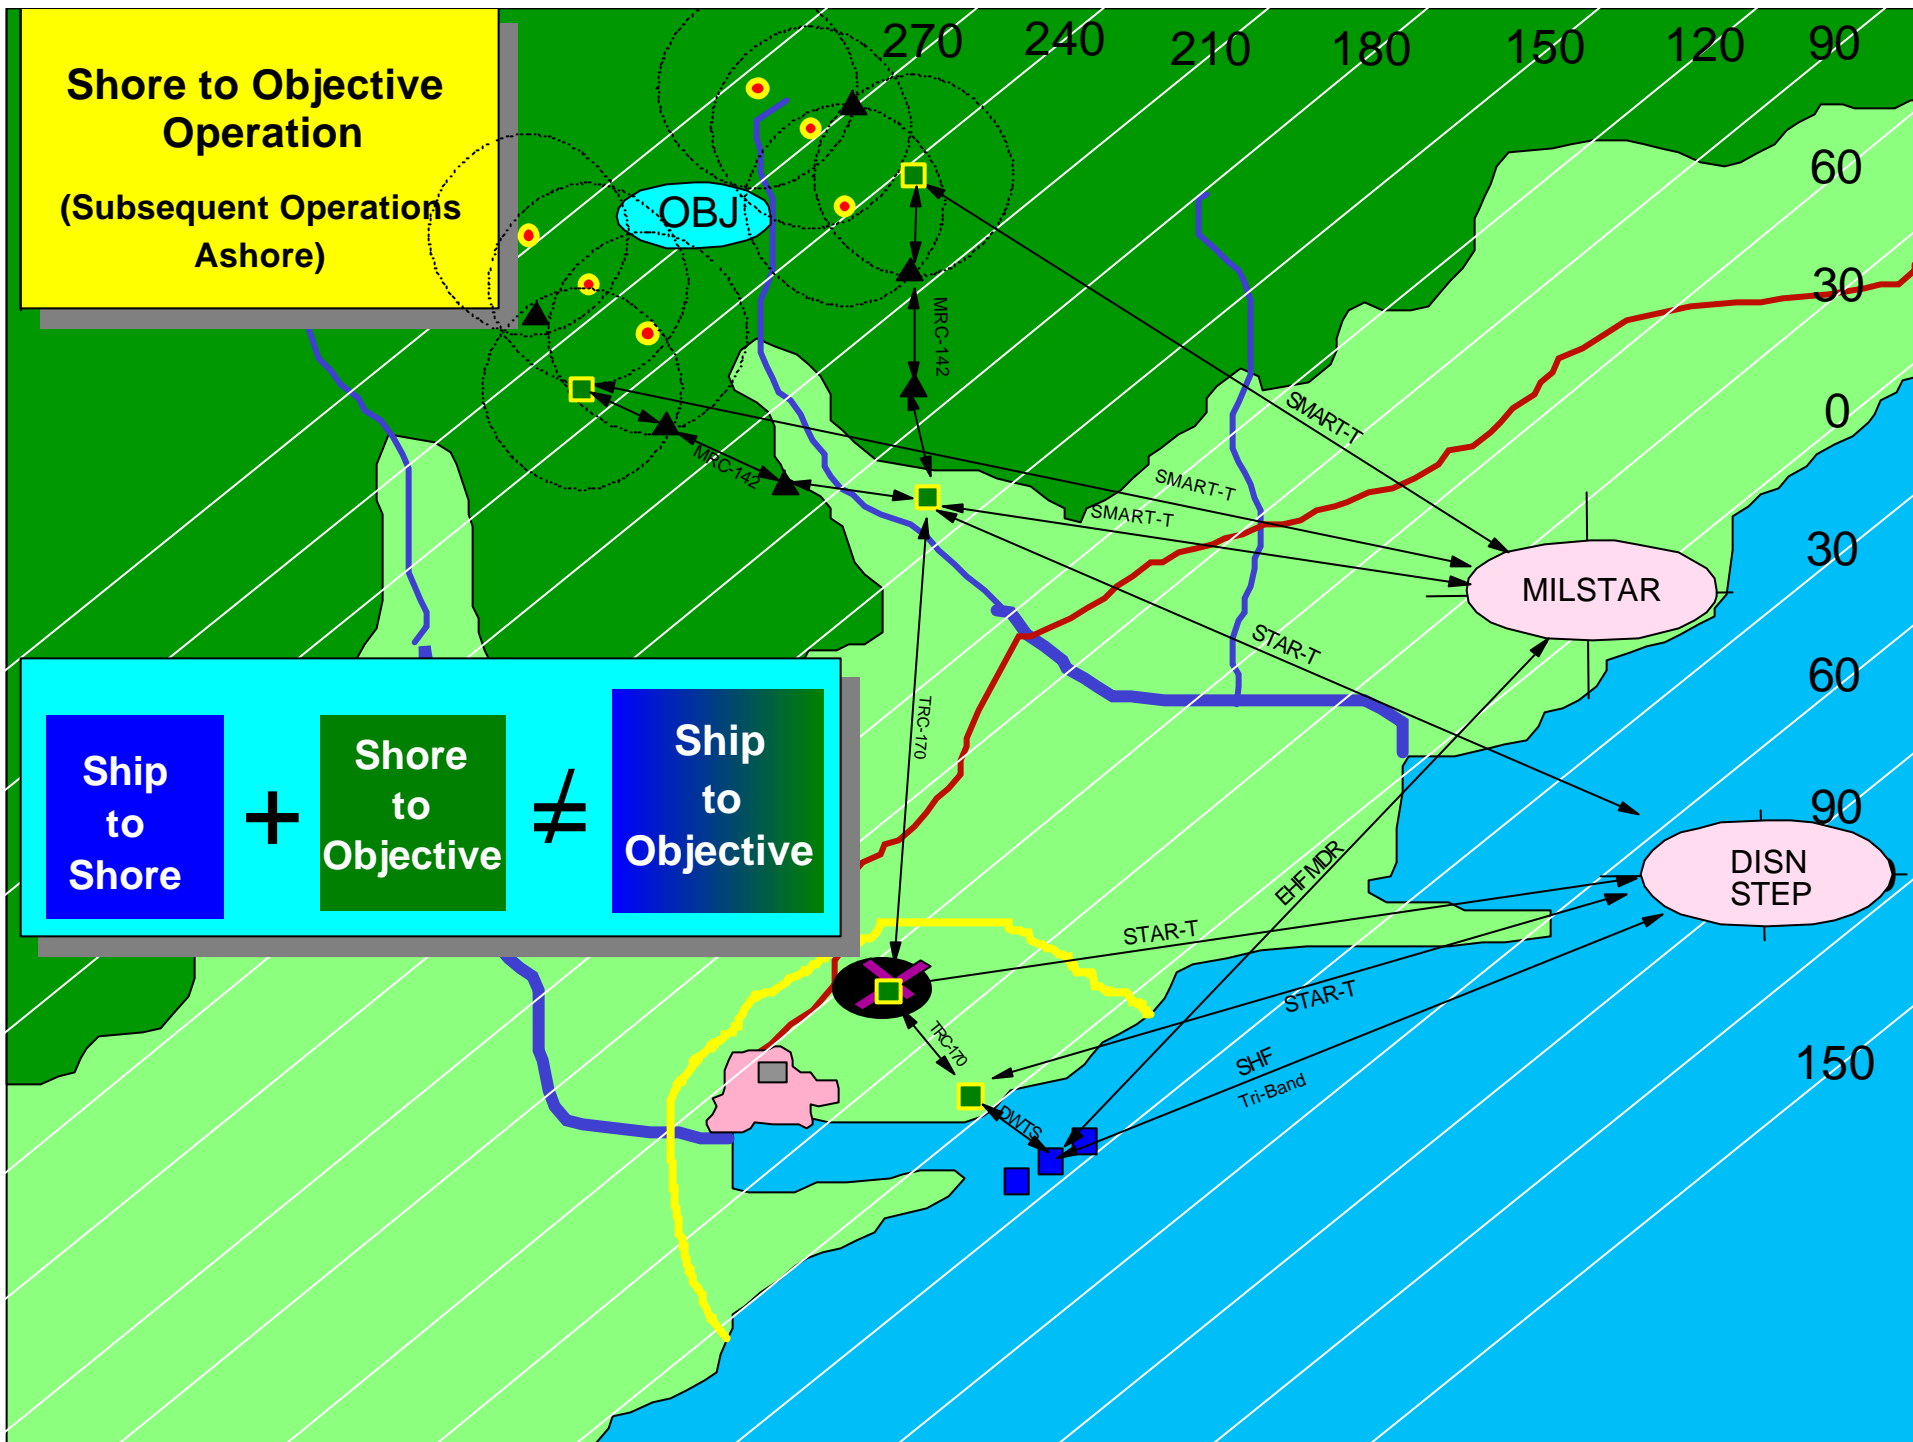 Shore to Objective
Operation
(Subsequent Operations
Ashore)
270
240
210
180
150
120
90
60
30
0
30
60
90
150
OBJ
MRC-142
MRC-142
SMART-T
SMART-T
SMART-T
MILSTAR
STAR-T
TRC-170
Ship
to
Shore
+
Shore
to
Objective
≠
Ship
to
Objective
EHF MDR
DISN
STEP
STAR-T
STAR-T
TRC-170
SHF
Tri-Band
DWTS